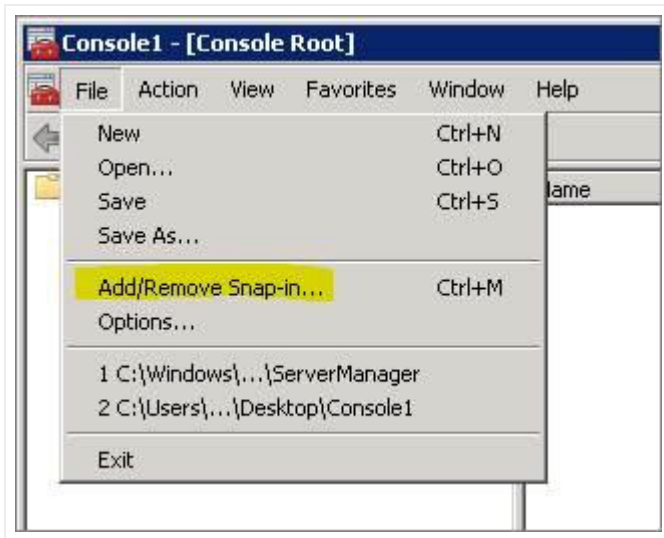 Console1 - [Console Root]
File Action View Favorites Window Help
New Ctrl+N
Open... Ctrl+O
Save Ctrl+S
Save As...
Add/Remove Snap-in... Ctrl+M
Options...
1 C:\Windows\...\ServerManager
2 C:\Users\...\Desktop\Console1
Exit